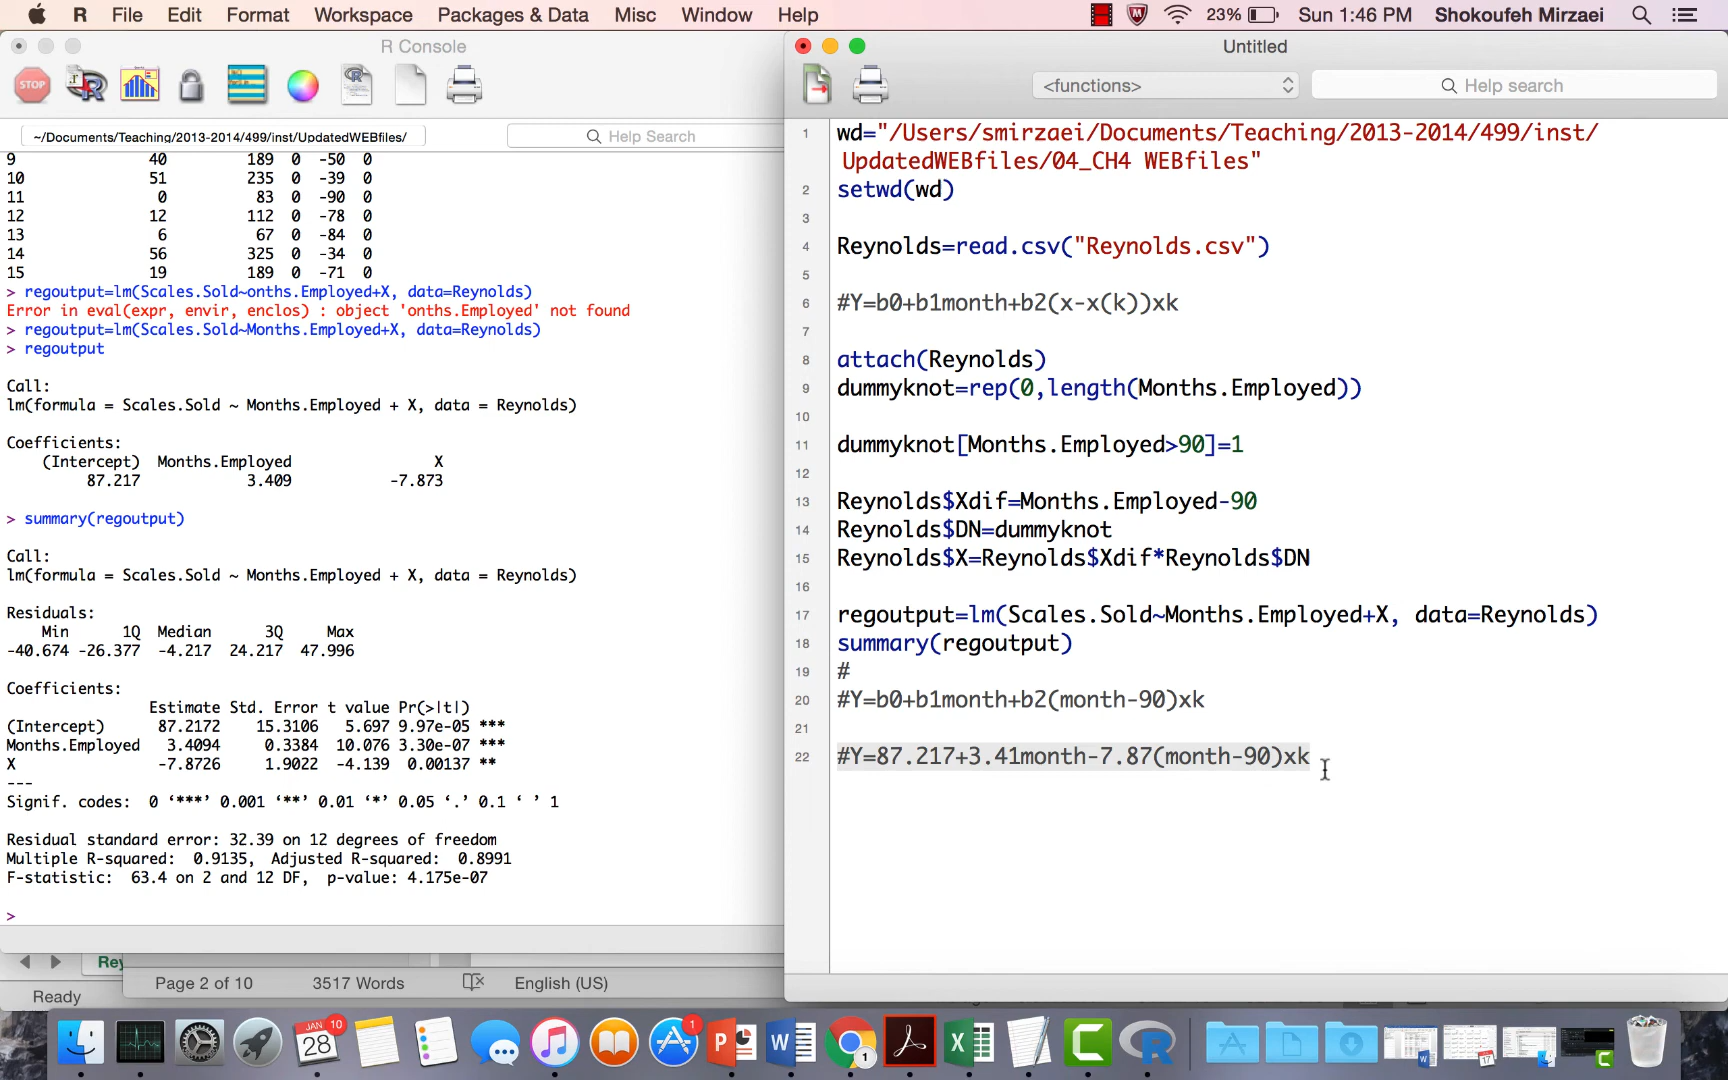 R File Edit Format Workspace Packages & Data Misc Window Help 23% Sun 1:46 PM Shokoufeh Mirzaei
R Console
STOP
~/Documents/Teaching/2013-2014/499/inst/UpdatedWEBfiles/ Help Search
9 40 189 0 -50 0
10 51 235 0 -39 0
11 0 83 0 -90 0
12 12 112 0 -78 0
13 6 67 0 -84 0
14 56 325 0 -34 0
15 19 189 0 -71 0
> regoutput=lm(Scales.Sold~onths.Employed+X, data=Reynolds)
Error in eval(expr, envir, enclos) : object 'onths.Employed' not found
> regoutput=lm(Scales.Sold~Months.Employed+X, data=Reynolds)
> regoutput
Call:
lm(formula = Scales.Sold ~ Months.Employed + X, data = Reynolds)
Coefficients:
(Intercept) Months.Employed X
87.217 3.409 -7.873
> summary(regoutput)
Call:
lm(formula = Scales.Sold ~ Months.Employed + X, data = Reynolds)
Residuals:
Min 1Q Median 3Q Max
-40.674 -26.377 -4.217 24.217 47.996
Coefficients:
Estimate Std. Error t value Pr(>|t|)
(Intercept) 87.2172 15.3106 5.697 9.97e-05 ***
Months.Employed 3.4094 0.3384 10.076 3.30e-07 ***
X -7.8726 1.9022 -4.139 0.00137 **
---
Signif. codes: 0 ‘***’ 0.001 ‘**’ 0.01 ‘*’ 0.05 ‘.’ 0.1 ‘ ’ 1
Residual standard error: 32.39 on 12 degrees of freedom
Multiple R-squared: 0.9135, Adjusted R-squared: 0.8991
F-statistic: 63.4 on 2 and 12 DF, p-value: 4.175e-07
>
Untitled
<functions> Help search
1 wd="/Users/smirzaei/Documents/Teaching/2013-2014/499/inst/
UpdatedWEBfiles/04_CH4 WEBfiles"
2 setwd(wd)
3
4 Reynolds=read.csv("Reynolds.csv")
5
6 #Y=b0+b1month+b2(x-x(k))xk
7
8 attach(Reynolds)
9 dummyknot=rep(0,length(Months.Employed))
10
11 dummyknot[Months.Employed>90]=1
12
13 Reynolds$Xdif=Months.Employed-90
14 Reynolds$DN=dummyknot
15 Reynolds$X=Reynolds$Xdif*Reynolds$DN
16
17 regoutput=lm(Scales.Sold~Months.Employed+X, data=Reynolds)
18 summary(regoutput)
19 #
20 #Y=b0+b1month+b2(month-90)xk
21
22 #Y=87.217+3.41month-7.87(month-90)xk
Rey
Page 2 of 10 3517 Words English (US)
Ready
JAN 10
28
1
P
W
1
X
C
R